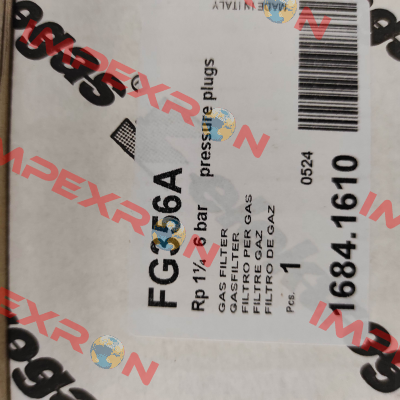 MADE IN ITALY
FG356A
Rp 1¼ 6 bar pressure plugs
GAS FILTER
GASFILTER
FILTRO PER GAS
FILTRE GAZ
FILTRO DE GAZ
Pcs. 1
0524
1684.1610
IMPEXRON
IMPEXRON
IMPEXRON